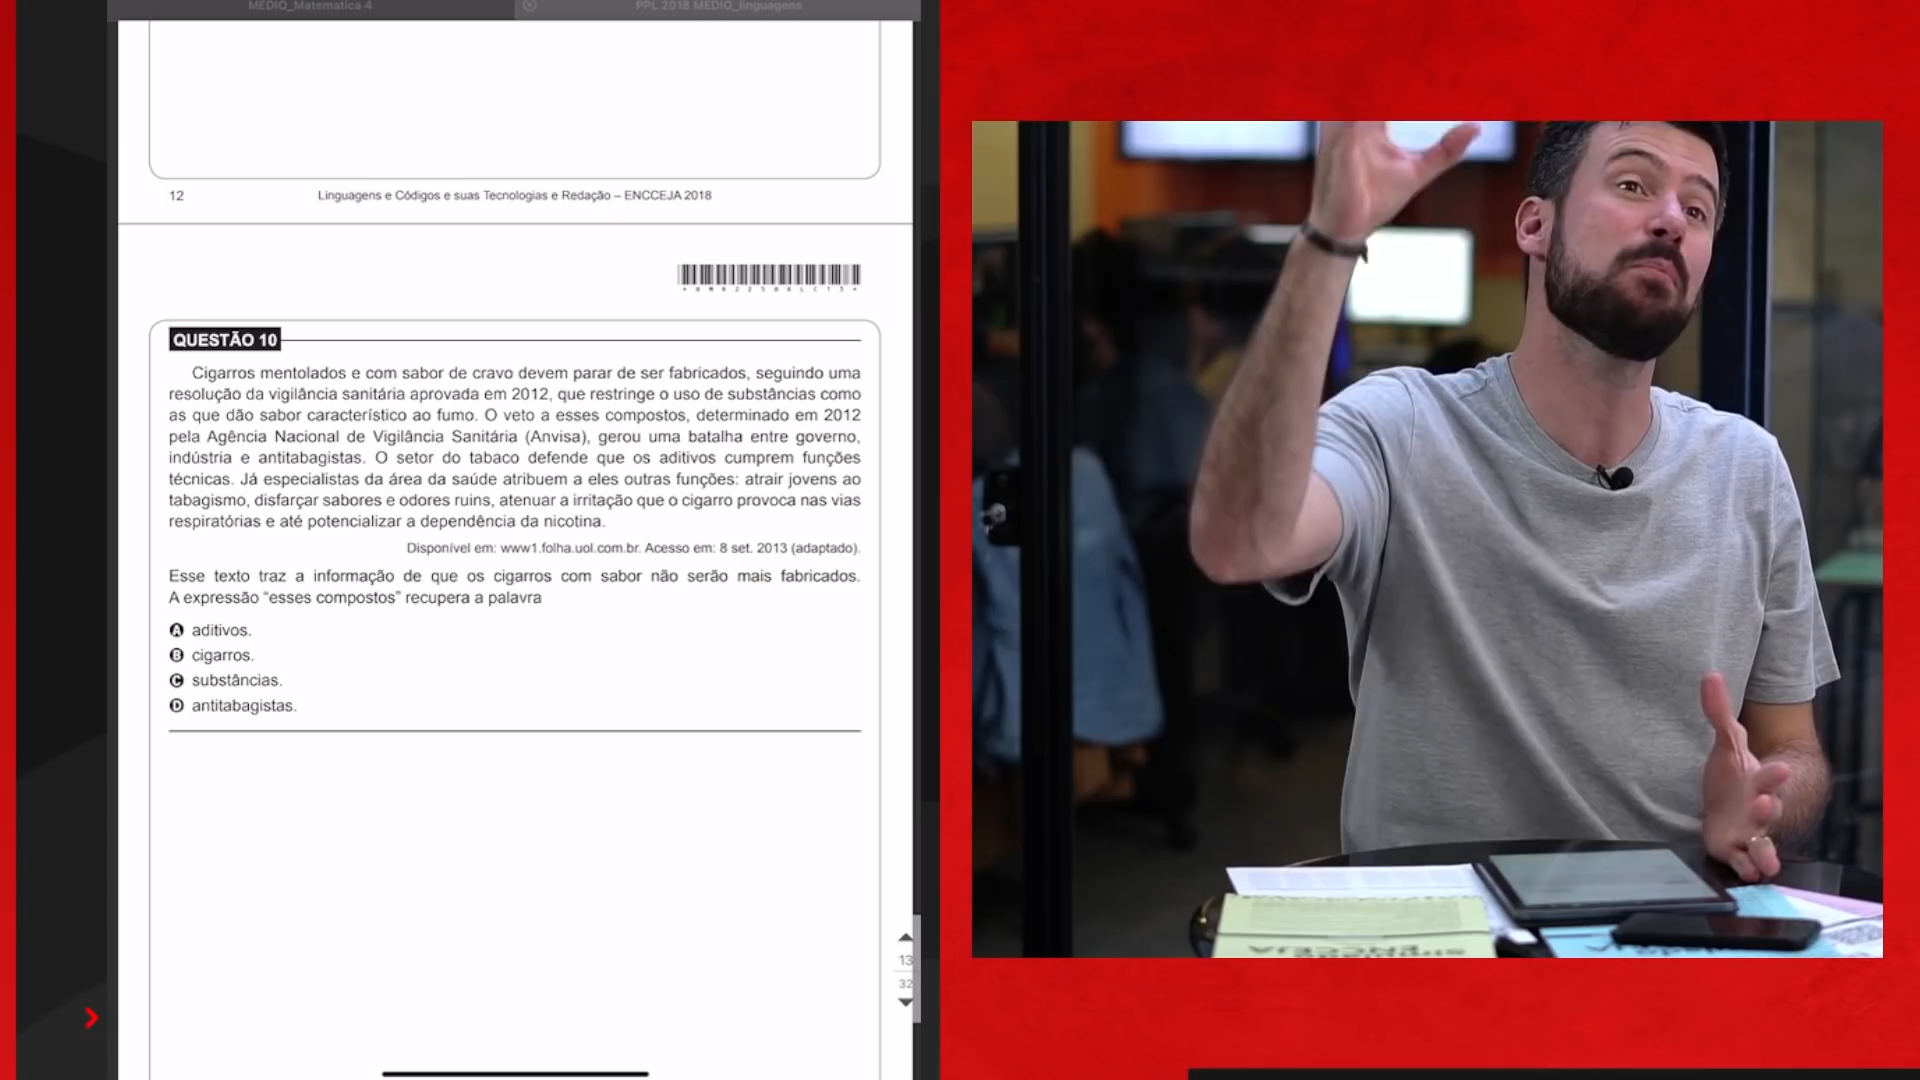 MEDIO_Matematica 4
PPL 2018 MEDIO_linguagens
12
Linguagens e Códigos e suas Tecnologias e Redação – ENCCEJA 2018
QUESTÃO 10
Cigarros mentolados e com sabor de cravo devem parar de ser fabricados, seguindo uma
resolução da vigilância sanitária aprovada em 2012, que restringe o uso de substâncias como
as que dão sabor característico ao fumo. O veto a esses compostos, determinado em 2012
pela Agência Nacional de Vigilância Sanitária (Anvisa), gerou uma batalha entre governo,
indústria e antitabagistas. O setor do tabaco defende que os aditivos cumprem funções
técnicas. Já especialistas da área da saúde atribuem a eles outras funções: atrair jovens ao
tabagismo, disfarçar sabores e odores ruins, atenuar a irritação que o cigarro provoca nas vias
respiratórias e até potencializar a dependência da nicotina.
Disponível em: www1.folha.uol.com.br. Acesso em: 8 set. 2013 (adaptado).
Esse texto traz a informação de que os cigarros com sabor não serão mais fabricados.
A expressão “esses compostos” recupera a palavra
A aditivos.
B cigarros.
C substâncias.
D antitabagistas.
13
32
ENCCEJA